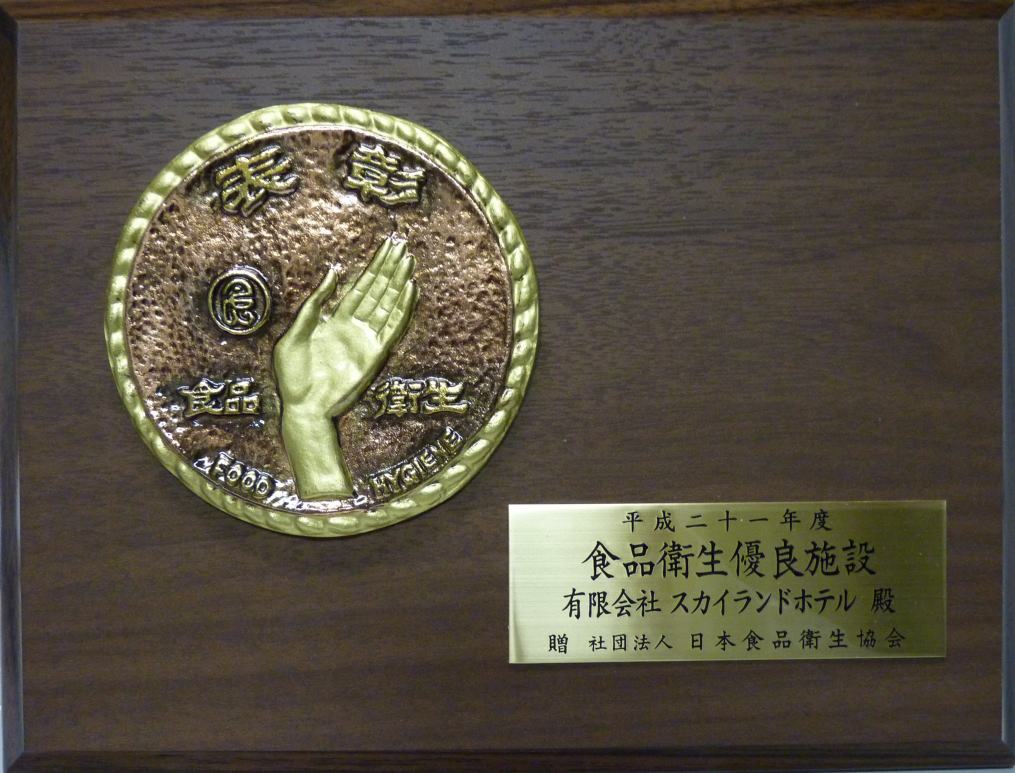 表彰
食品 衛生
FOOD HYGIENE
平成二十一年度
食品衛生優良施設
有限会社 スカイランドホテル 殿
贈 社団法人 日本食品衛生協会